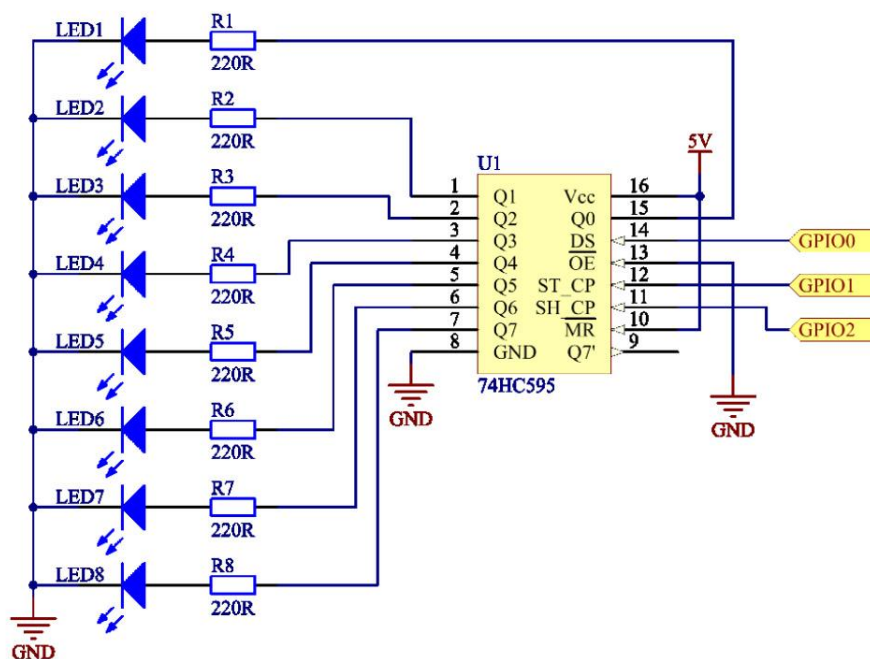 LED1
R1
220R
LED2
R2
220R
LED3
R3
220R
LED4
R4
220R
LED5
R5
220R
LED6
R6
220R
LED7
R7
220R
LED8
R8
220R
GND
U1
1 Q1 Vcc 16
2 Q2 Q0 15
3 Q3 DS 14
4 Q4 OE 13
5 Q5 ST_CP 12
6 Q6 SH_CP 11
7 Q7 MR 10
8 GND Q7' 9
74HC595
GND
5V
GPIO0
GPIO1
GPIO2
GND